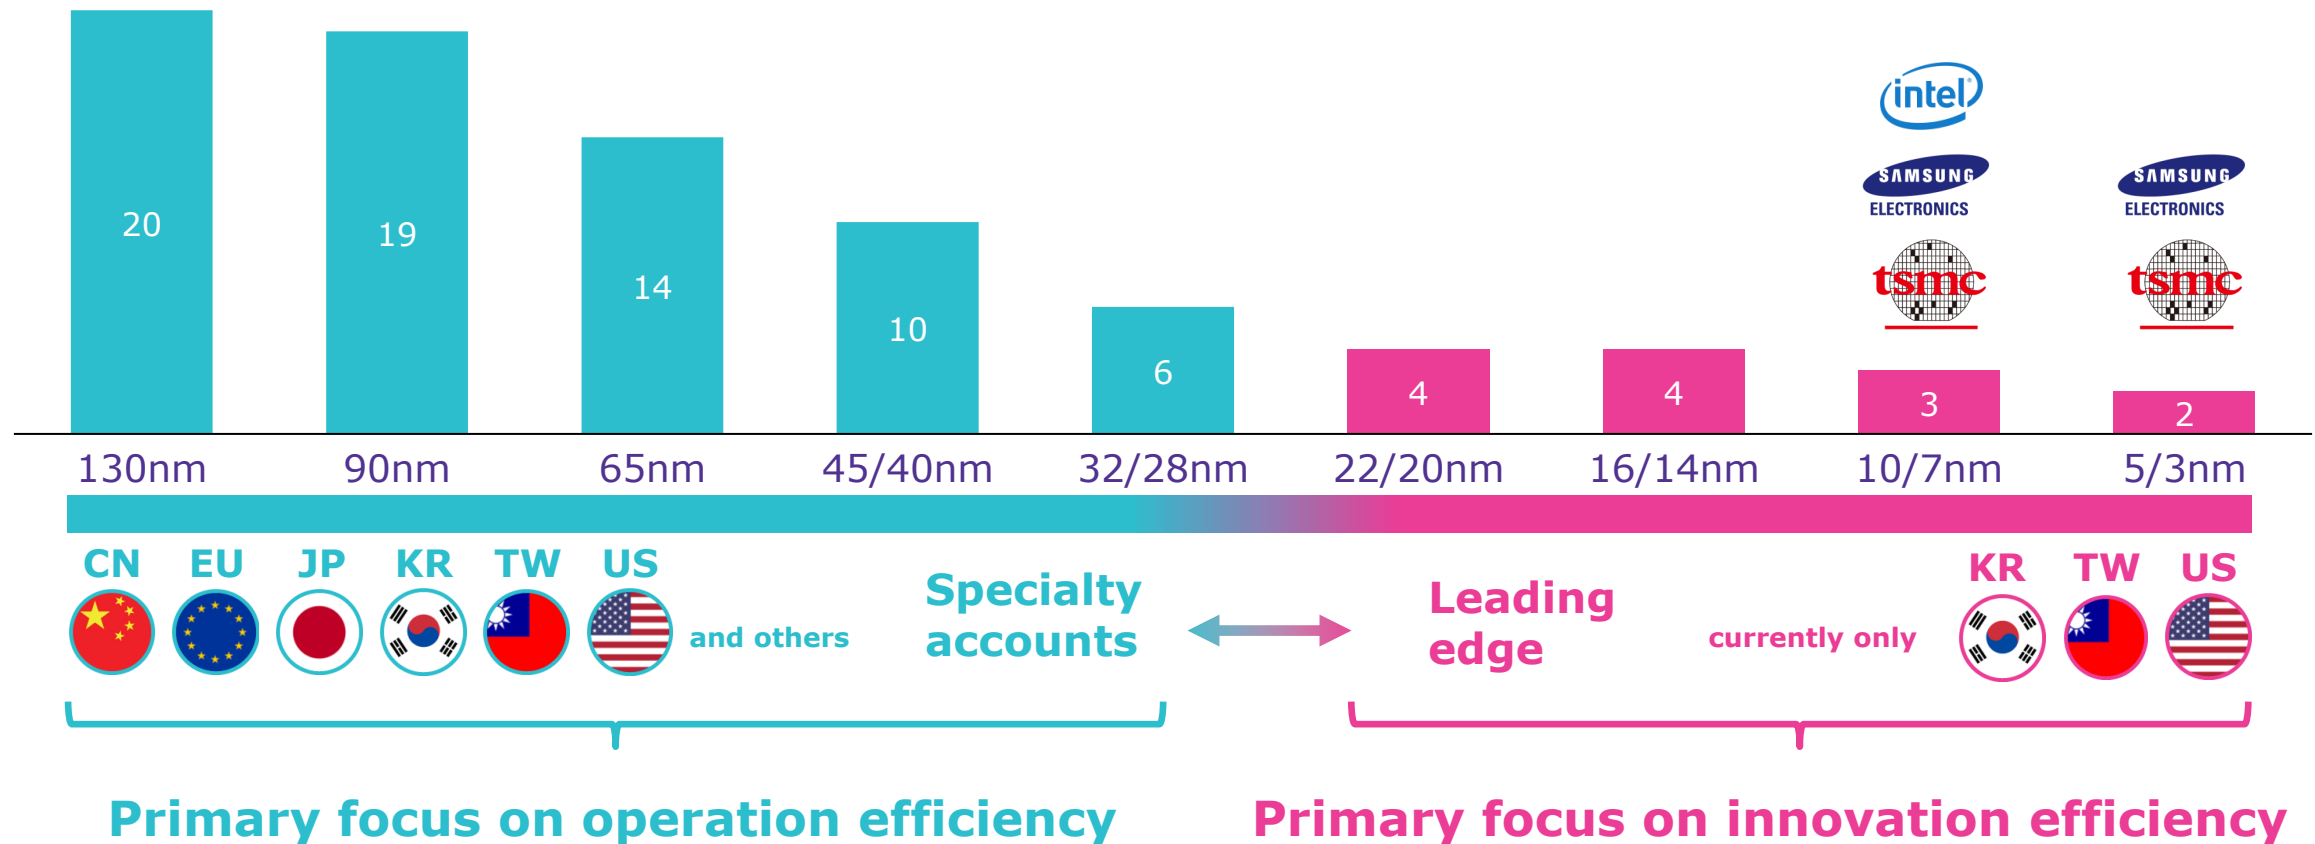 20
19
14
10
6
4
4
3
2
intel
SAMSUNG
ELECTRONICS
tsmc
SAMSUNG
ELECTRONICS
tsmc
130nm
90nm
65nm
45/40nm
32/28nm
22/20nm
16/14nm
10/7nm
5/3nm
CN
EU
JP
KR
TW
US
and others
Specialty
accounts
Leading
edge
currently only
KR
TW
US
Primary focus on operation efficiency
Primary focus on innovation efficiency